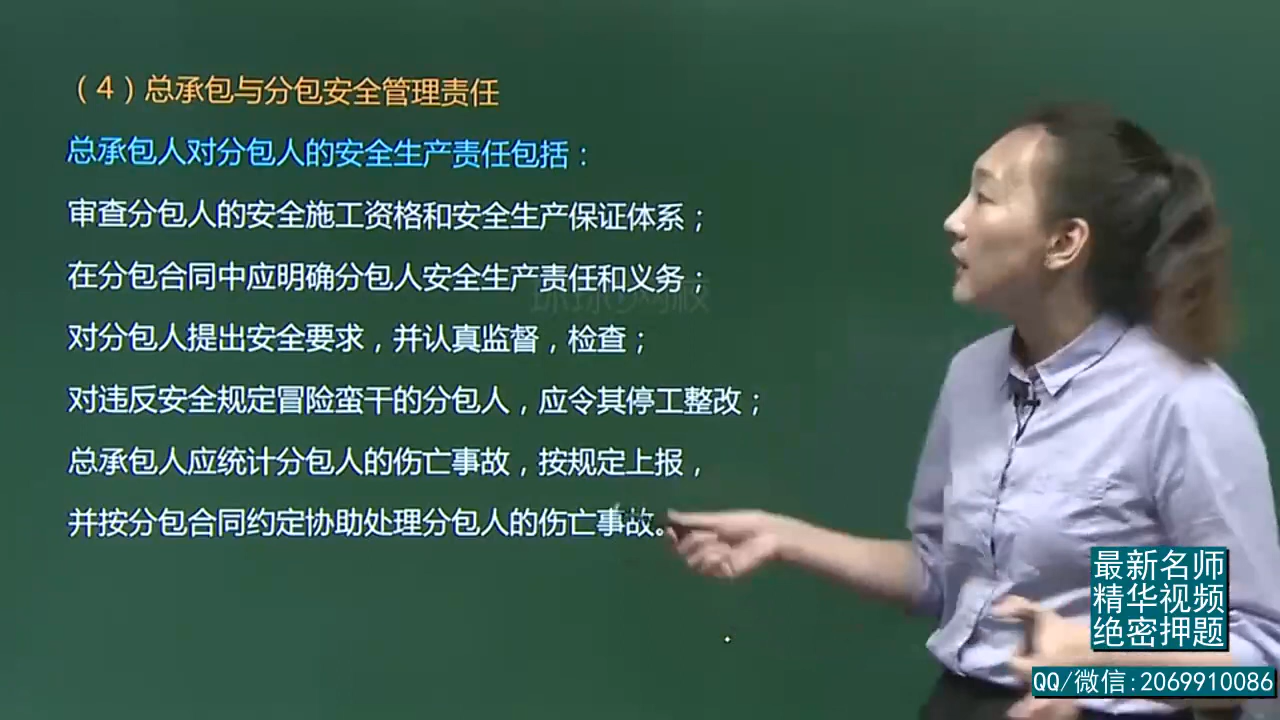 （4）总承包与分包安全管理责任
总承包人对分包人的安全生产责任包括：
审查分包人的安全施工资格和安全生产保证体系；
在分包合同中应明确分包人安全生产责任和义务；
对分包人提出安全要求，并认真监督，检查；
对违反安全规定冒险蛮干的分包人，应令其停工整改；
总承包人应统计分包人的伤亡事故，按规定上报，
并按分包合同约定协助处理分包人的伤亡事故。
环球网校
最新名师
精华视频
绝密押题
QQ/微信:2069910086